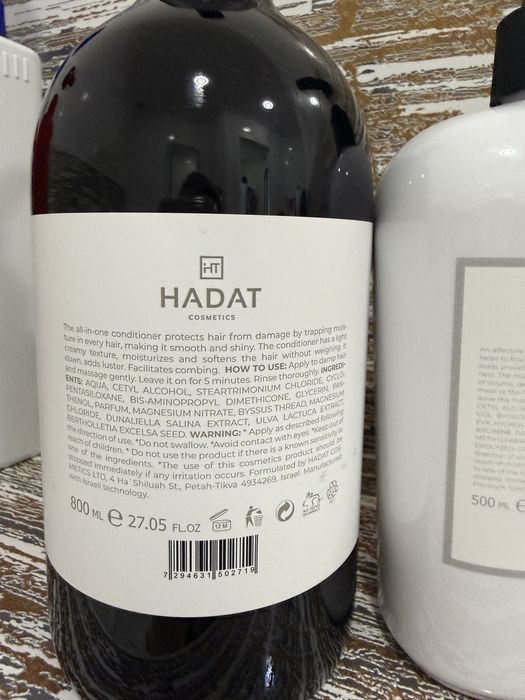 HT
HADAT
COSMETICS
The all-in-one conditioner protects hair from damage by trapping mois-
ture in every hair, making it smooth and shiny. The conditioner has a light
creamy texture, moisturizes and softens the hair without weighing it
down, adds luster. Facilitates combing. HOW TO USE: Apply to damp hair
and massage gently. Leave it on for 5 minutes. Rinse thoroughly. INGREDI-
ENTS: AQUA, CETYL ALCOHOL, STEARTRIMONIUM CHLORIDE, CYCLO-
PENTASILOXANE, BIS-AMINOPROPYL DIMETHICONE, GLYCERIN, PAN-
THENOL, PARFUM, MAGNESIUM NITRATE, BYSSUS THREAD, MAGNESIUM
CHLORIDE, DUNALIELLA SALINA EXTRACT, ULVA LACTUCA EXTRACT,
BERTHOLLETIA EXCELSA SEED. WARNING: * Apply as described following
the direction of use. *Do not swallow. *Avoid contact with eyes. *Keep out of
reach of children. * Do not use the product if there is a known sensitivity to
one of the ingredients. *The use of this cosmetics product should be
stopped immediately if any irritation occurs. Formulated by HADAT COS-
METICS LTD, 4 Ha` Shiluah St., Petah-Tikva 4934269, Israel. Manufactured
with Israeli technology.
800 ML e 27.05 FL.OZ
12 M
7 294631 502719
An effective
500 ML e